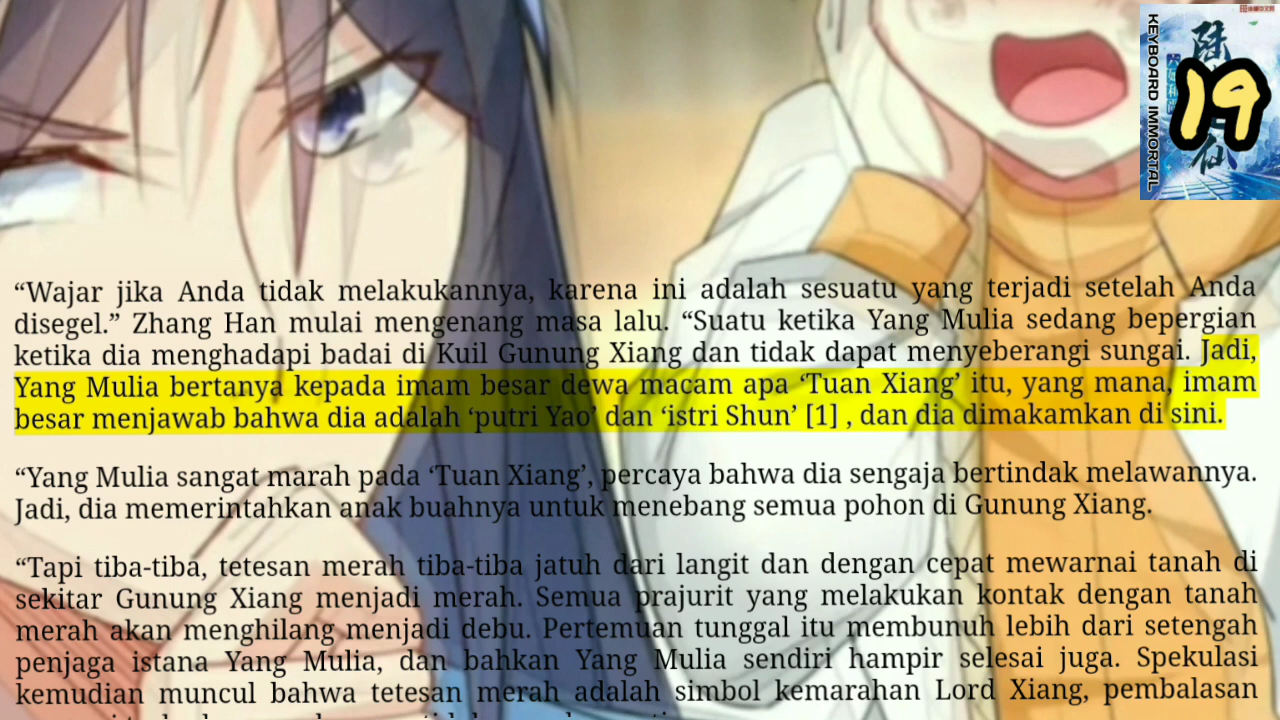 KEYBOARD IMMORTAL
19
“Wajar jika Anda tidak melakukannya, karena ini adalah sesuatu yang terjadi setelah Anda
disegel.” Zhang Han mulai mengenang masa lalu. “Suatu ketika Yang Mulia sedang bepergian
ketika dia menghadapi badai di Kuil Gunung Xiang dan tidak dapat menyeberangi sungai. Jadi,
Yang Mulia bertanya kepada imam besar dewa macam apa ‘Tuan Xiang’ itu, yang mana, imam
besar menjawab bahwa dia adalah ‘putri Yao’ dan ‘istri Shun’ [1] , dan dia dimakamkan di sini.
“Yang Mulia sangat marah pada ‘Tuan Xiang’, percaya bahwa dia sengaja bertindak melawannya.
Jadi, dia memerintahkan anak buahnya untuk menebang semua pohon di Gunung Xiang.
“Tapi tiba-tiba, tetesan merah tiba-tiba jatuh dari langit dan dengan cepat mewarnai tanah di
sekitar Gunung Xiang menjadi merah. Semua prajurit yang melakukan kontak dengan tanah
merah akan menghilang menjadi debu. Pertemuan tunggal itu membunuh lebih dari setengah
penjaga istana Yang Mulia, dan bahkan Yang Mulia sendiri hampir selesai juga. Spekulasi
kemudian muncul bahwa tetesan merah adalah simbol kemarahan Lord Xiang, pembalasan